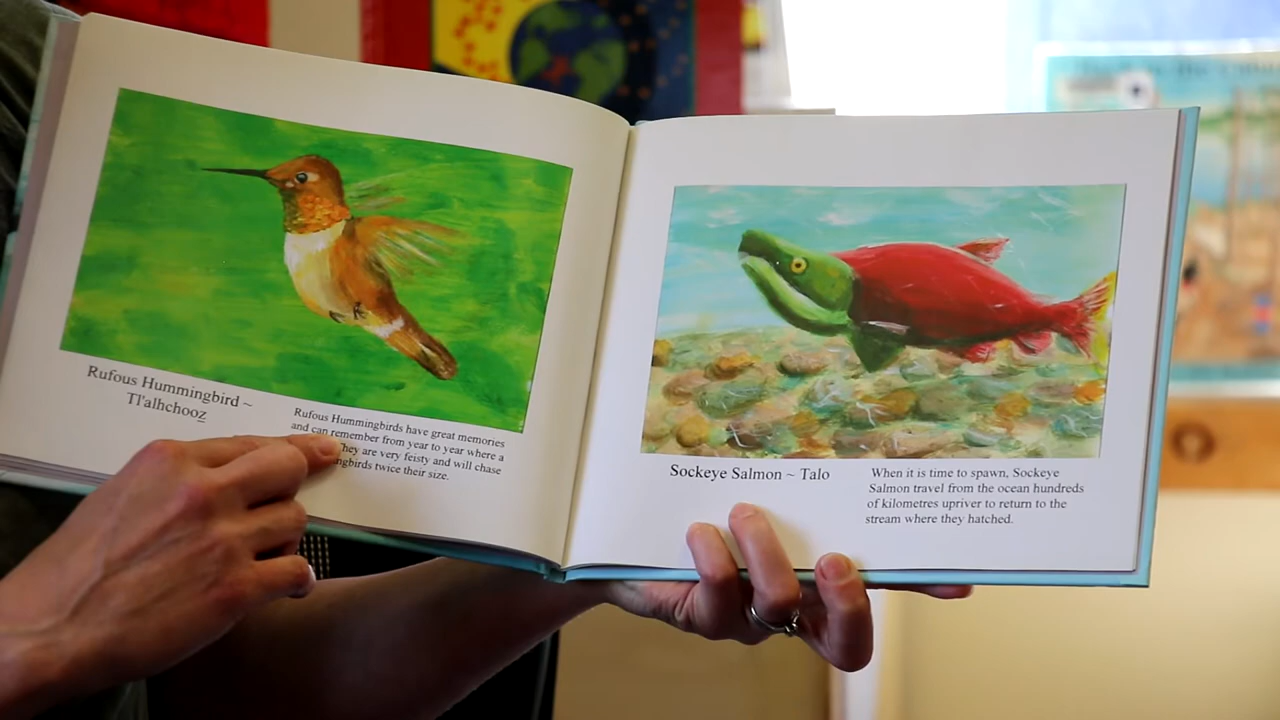 Rufous Hummingbird ~
Tl'alhchooz̲
Rufous Hummingbirds have great memories
and can remember from year to year where a
They are very feisty and will chase
twice their size.
Sockeye Salmon ~ Talo
When it is time to spawn, Sockeye
Salmon travel from the ocean hundreds
of kilometres upriver to return to the
stream where they hatched.